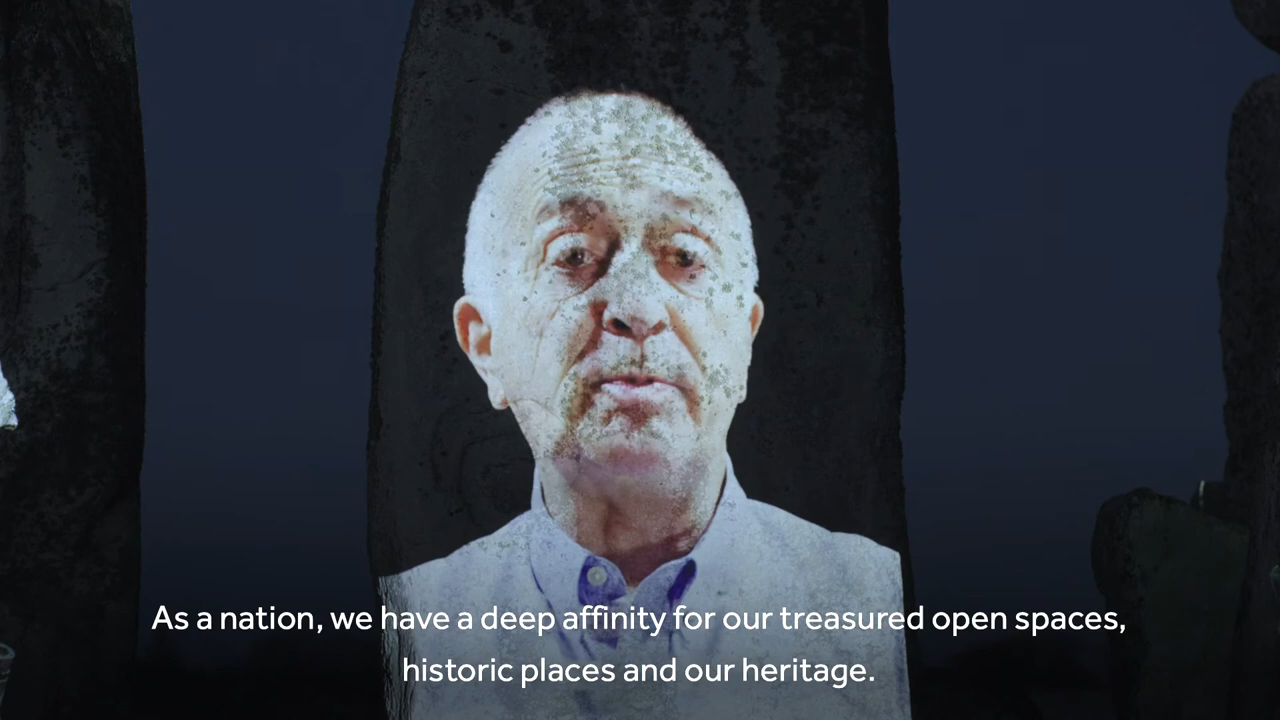 As a nation, we have a deep affinity for our treasured open spaces,
historic places and our heritage.